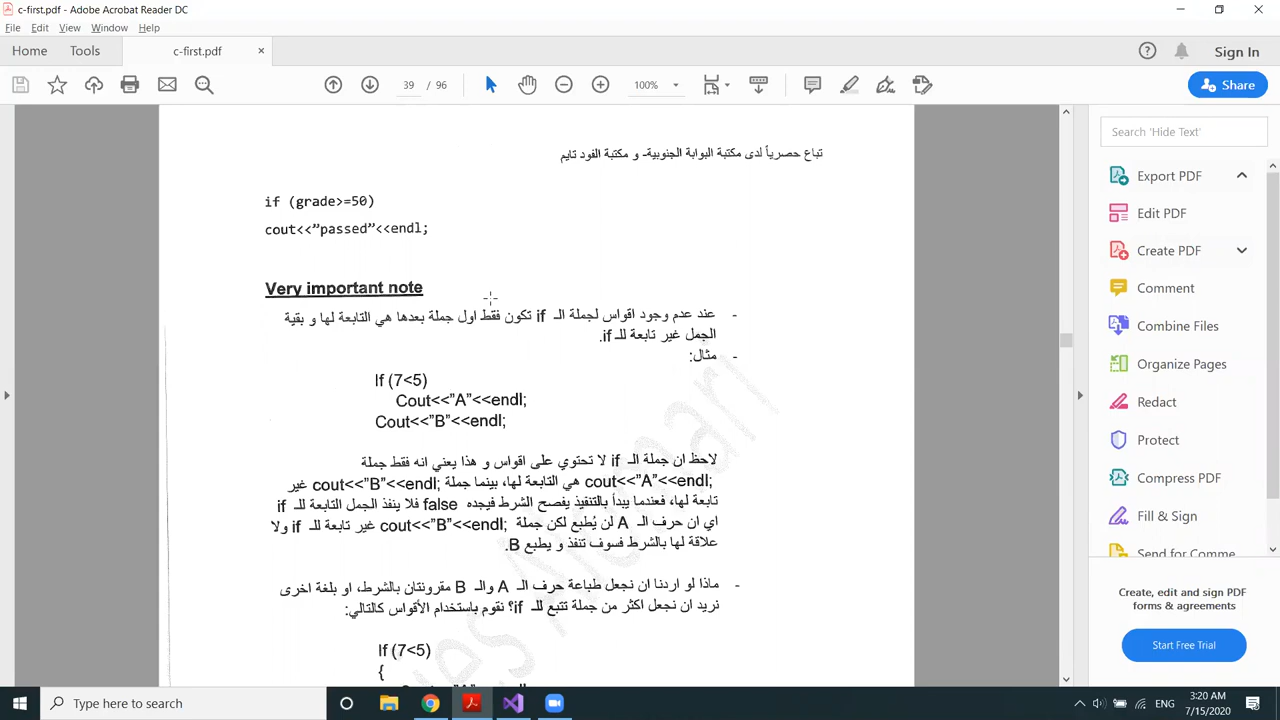 c-first.pdf - Adobe Acrobat Reader DC
File Edit View Window Help
Home Tools c-first.pdf × Sign In
39 / 96 100% Share
تباع حصرياً لدى مكتبة البوابة الجنوبية- و مكتبة الفود تايم
if (grade>=50)
cout<<"passed"<<endl;
Very important note
- عند عدم وجود اقواس لجملة الـ if تكون فقط اول جملة بعدها هي التابعة لها و بقية
الجمل غير تابعة للـ if.
- مثال:
If (7<5)
Cout<<"A"<<endl;
Cout<<"B"<<endl;
لاحظ ان جملة الـ if لا تحتوي على اقواس و هذا يعني انه فقط جملة
cout<<"A"<<endl; هي التابعة لها، بينما جملة cout<<"B"<<endl; غير
تابعة لها، فعندما يبدأ بالتنفيذ يفصح الشرط فيجده false فلا ينفذ الجمل التابعة للـ if
اي ان حرف الـ A لن يُطبع لكن جملة cout<<"B"<<endl; غير تابعة للـ if ولا
علاقة لها بالشرط فسوف تنفذ و يطبع B.
- ماذا لو اردنا ان نجعل طباعة حرف الـ A والـ B مقرونتان بالشرط، او بلغة اخرى
نريد ان نجعل اكثر من جملة تتبع للـ if؟ نقوم باستخدام الأقواس كالتالي:
If (7<5)
{
Search 'Hide Text'
Export PDF
Edit PDF
Create PDF
Comment
Combine Files
Organize Pages
Redact
Protect
Compress PDF
Fill & Sign
Send for Comme
Create, edit and sign PDF
forms & agreements
Start Free Trial
Type here to search
ENG
3:20 AM
7/15/2020